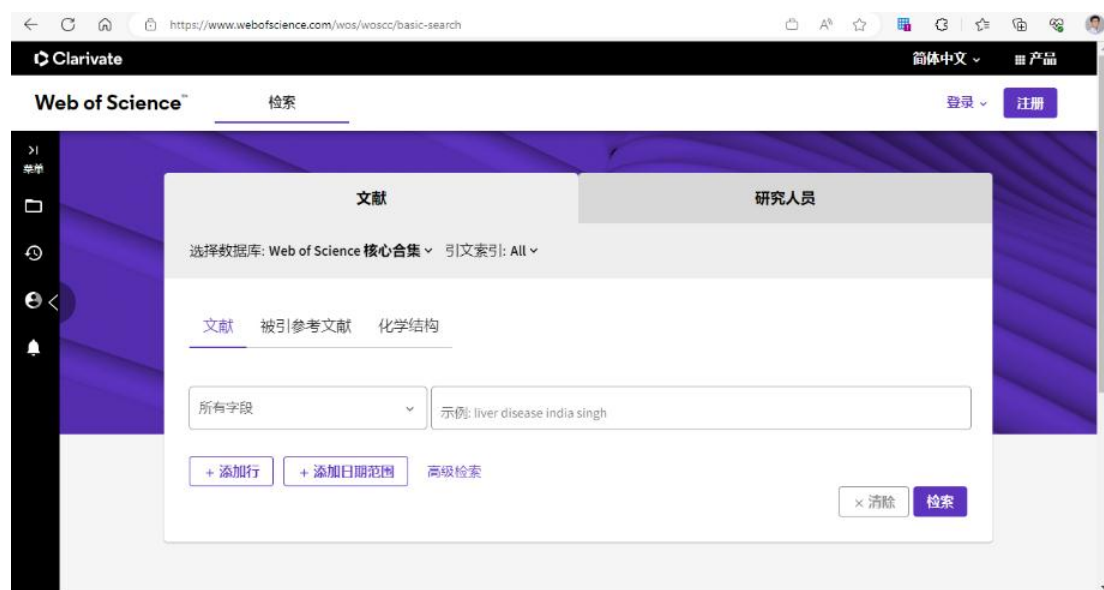 https://www.webofscience.com/wos/woscc/basic-search
Clarivate
简体中文
产品
Web of Science™
检索
登录
注册
菜单
文献
研究人员
选择数据库: Web of Science 核心合集 引文索引: All
文献 被引参考文献 化学结构
所有字段
示例: liver disease india singh
+ 添加行
+ 添加日期范围
高级检索
× 清除
检索